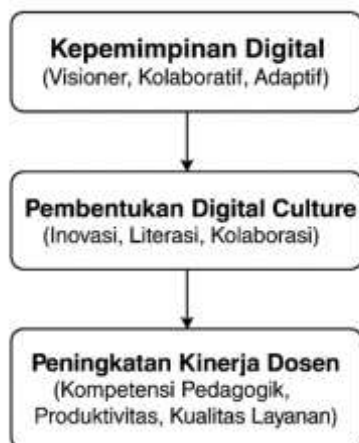 Kepemimpinan Digital
(Visioner, Kolaboratif, Adaptif)
Pembentukan Digital Culture
(Inovasi, Literasi, Kolaborasi)
Peningkatan Kinerja Dosen
(Kompetensi Pedagogik,
Produktivitas, Kualitas Layanan)